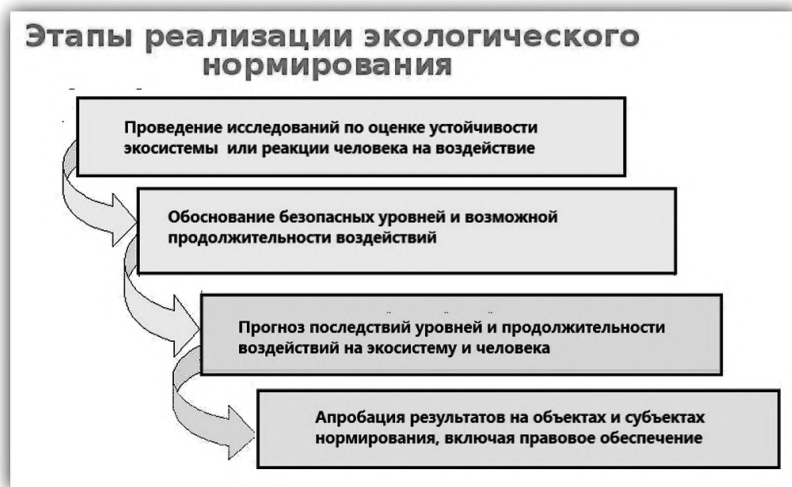 Этапы реализации экологического
нормирования
Проведение исследований по оценке устойчивости
экосистемы или реакции человека на воздействие
Обоснование безопасных уровней и возможной
продолжительности воздействий
Прогноз последствий уровней и продолжительности
воздействий на экосистему и человека
Апробация результатов на объектах и субъектах
нормирования, включая правовое обеспечение